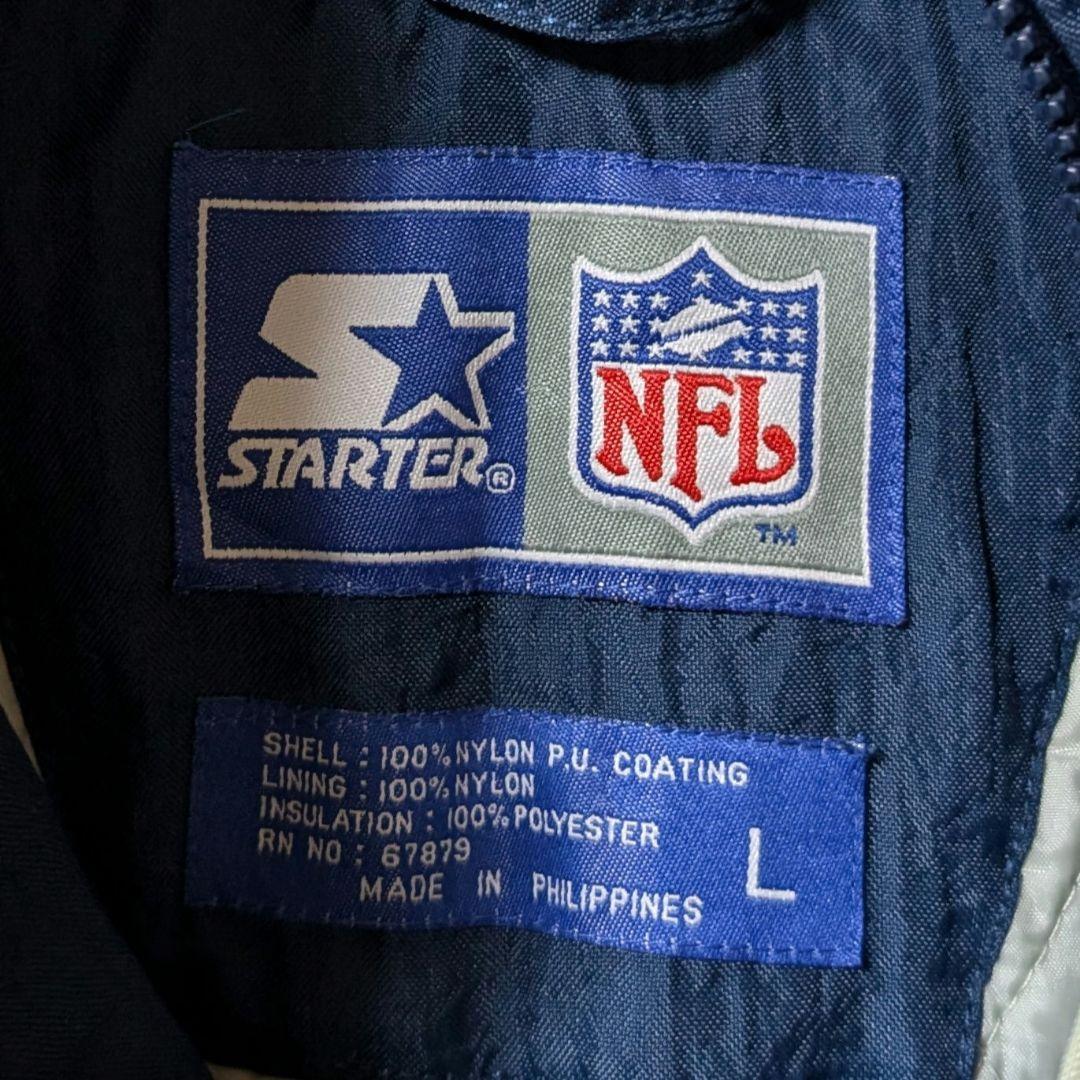 STARTER®
NFL
TM
SHELL : 100% NYLON P.U. COATING
LINING : 100% NYLON
INSULATION : 100% POLYESTER
RN NO : 67879
MADE IN PHILIPPINES
L